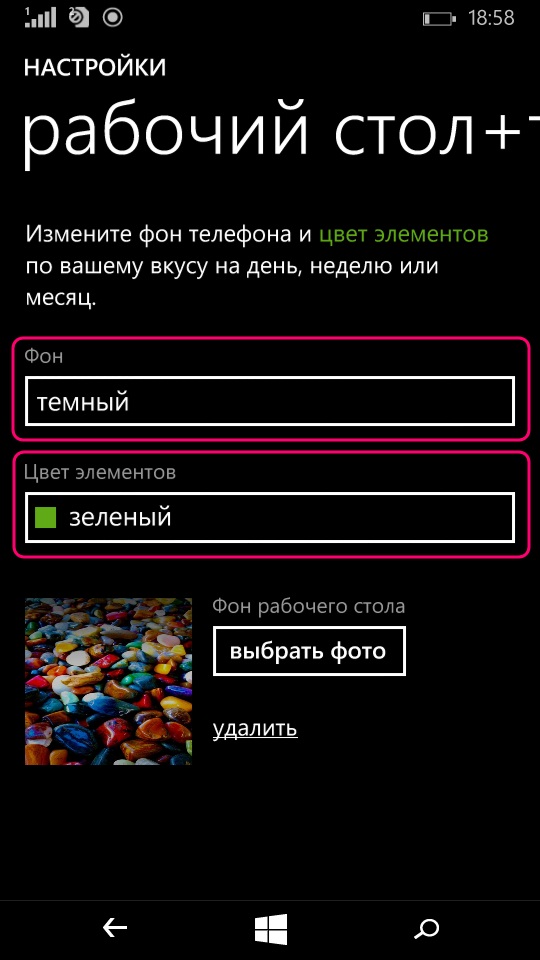 1
18:58
НАСТРОЙКИ
рабочий стол+т
Измените фон телефона и цвет элементов
по вашему вкусу на день, неделю или
месяц.
Фон
темный
Цвет элементов
зеленый
Фон рабочего стола
выбрать фото
удалить